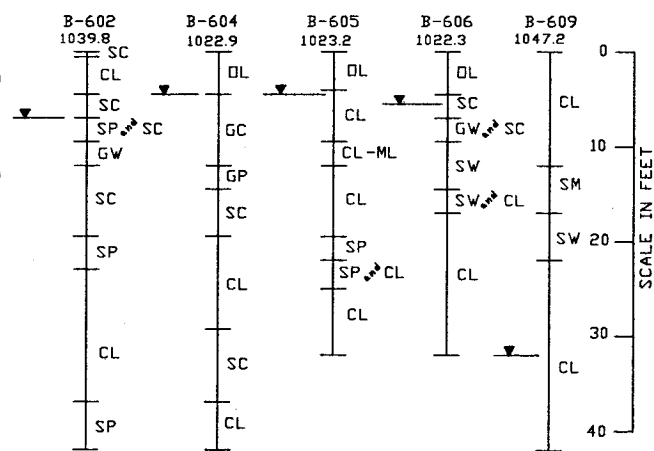 B-602 B-604 B-605 B-606 B-609
1039.8 1022.9 1023.2 1022.3 1047.2
SC
CL
SC
SP and SC
GW
SC
SP
CL
SP
OL
GC
GP
SC
CL
SC
CL
OL
CL
CL-ML
CL
SP
SP and CL
CL
OL
SC
GW and SC
SW
SW and CL
CL
CL
SM
SW
CL
0
10
20
30
40
SCALE IN FEET